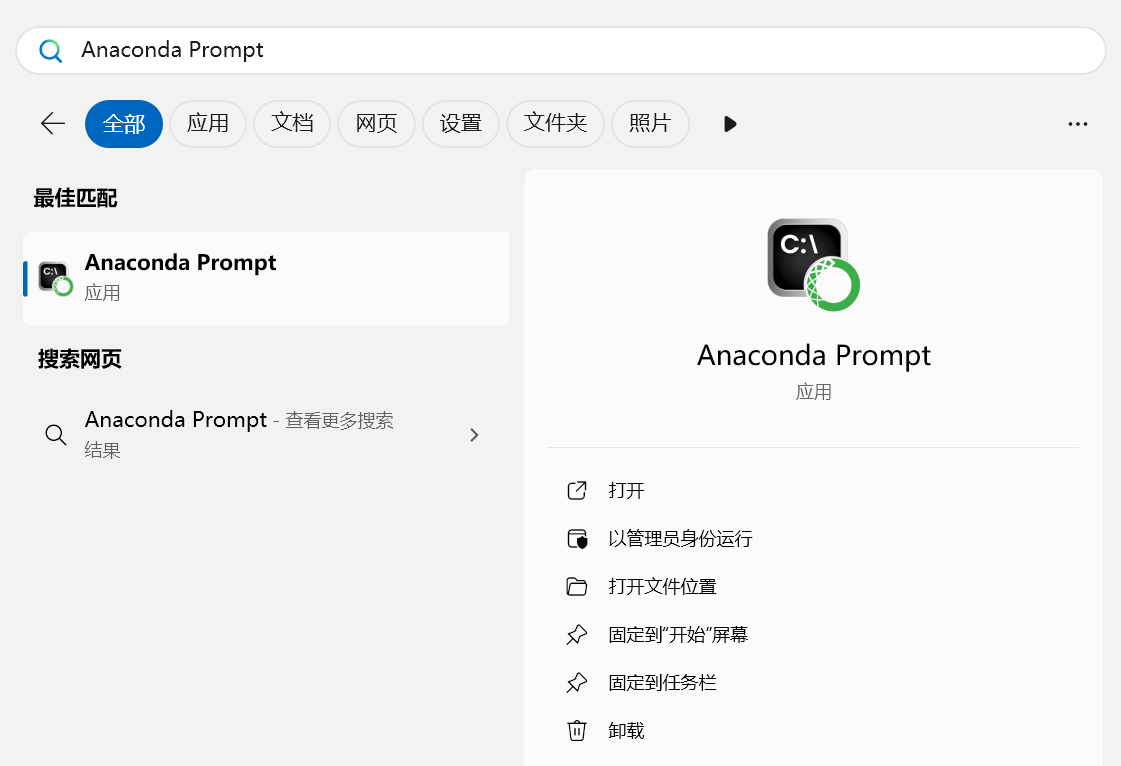 Anaconda Prompt
全部 应用 文档 网页 设置 文件夹 照片
最佳匹配
Anaconda Prompt
应用
搜索网页
Anaconda Prompt - 查看更多搜索
结果
C:\
Anaconda Prompt
应用
打开
以管理员身份运行
打开文件位置
固定到“开始”屏幕
固定到任务栏
卸载